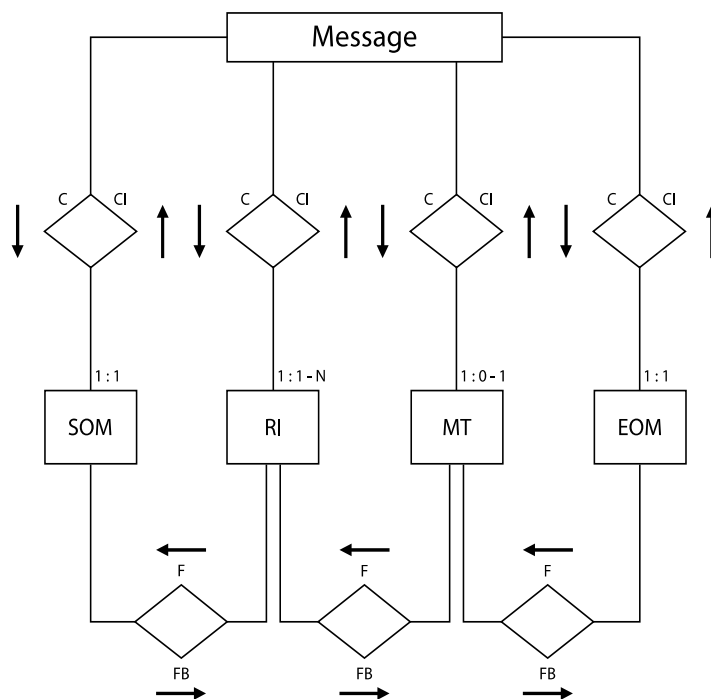 Message
C CI C CI C CI C CI
1:1 1:1-N 1:0-1 1:1
SOM RI MT EOM
F F F
FB FB FB